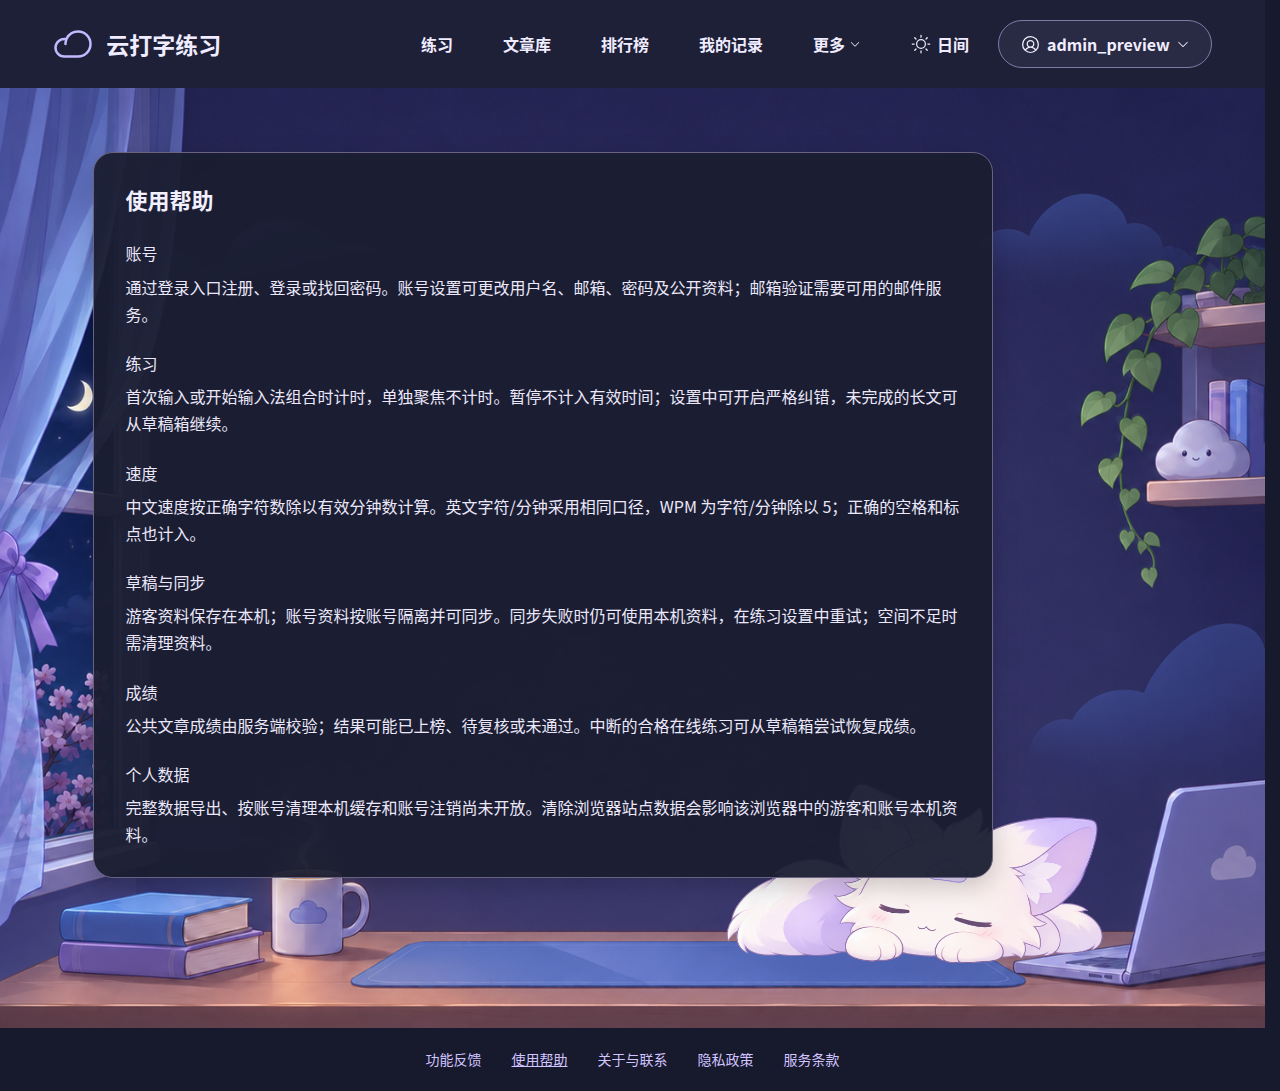 云打字练习
练习
文章库
排行榜
我的记录
更多
日间
admin_preview
使用帮助
账号
通过登录入口注册、登录或找回密码。账号设置可更改用户名、邮箱、密码及公开资料；邮箱验证需要可用的邮件服
务。
练习
首次输入或开始输入法组合时计时，单独聚焦不计时。暂停不计入有效时间；设置中可开启严格纠错，未完成的长文可
从草稿箱继续。
速度
中文速度按正确字符数除以有效分钟数计算。英文字符/分钟采用相同口径，WPM 为字符/分钟除以 5；正确的空格和标
点也计入。
草稿与同步
游客资料保存在本机；账号资料按账号隔离并可同步。同步失败时仍可使用本机资料，在练习设置中重试；空间不足时
需清理资料。
成绩
公共文章成绩由服务端校验；结果可能已上榜、待复核或未通过。中断的合格在线练习可从草稿箱尝试恢复成绩。
个人数据
完整数据导出、按账号清理本机缓存和账号注销尚未开放。清除浏览器站点数据会影响该浏览器中的游客和账号本机资
料。
功能反馈
使用帮助
关于与联系
隐私政策
服务条款